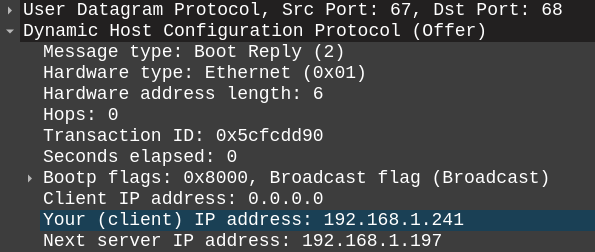 User Datagram Protocol, Src Port: 67, Dst Port: 68
Dynamic Host Configuration Protocol (Offer)
Message type: Boot Reply (2)
Hardware type: Ethernet (0x01)
Hardware address length: 6
Hops: 0
Transaction ID: 0x5cfcdd90
Seconds elapsed: 0
Bootp flags: 0x8000, Broadcast flag (Broadcast)
Client IP address: 0.0.0.0
Your (client) IP address: 192.168.1.241
Next server IP address: 192.168.1.197